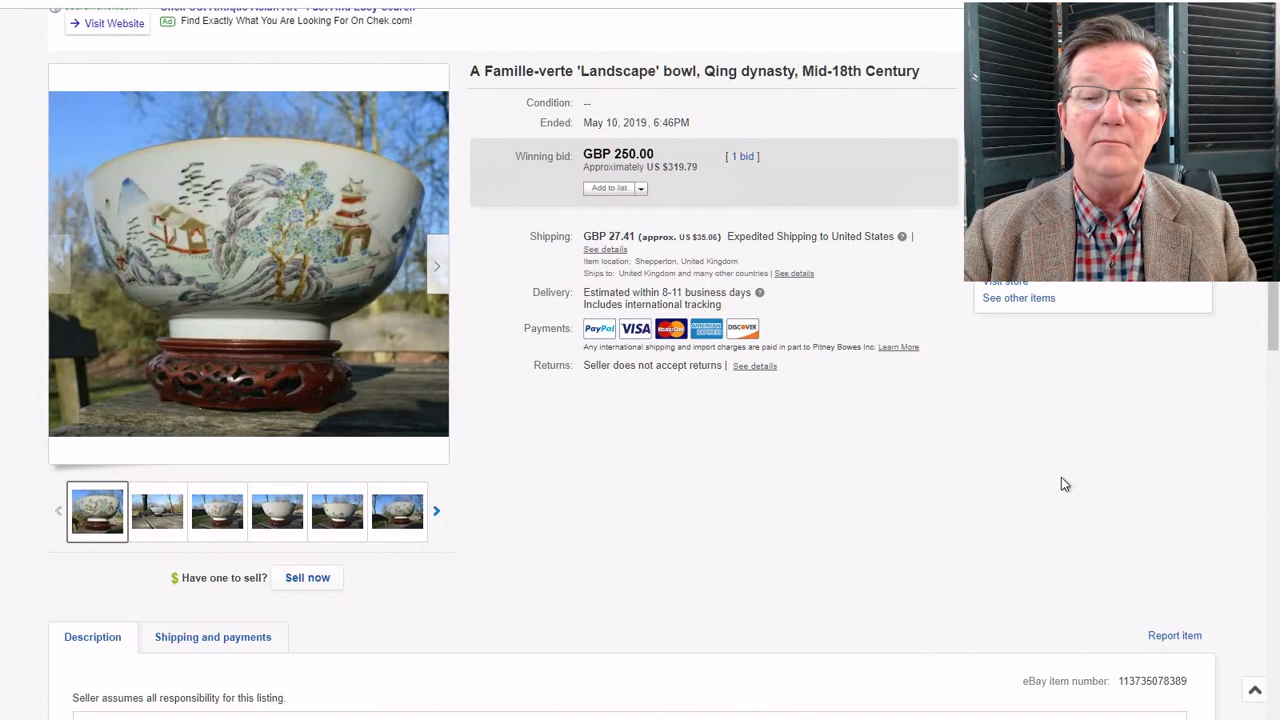 Visit Website
Ad Find Exactly What You Are Looking For On Chek.com!
A Famille-verte 'Landscape' bowl, Qing dynasty, Mid-18th Century
Condition: --
Ended: May 10, 2019 , 6:46PM
Winning bid: GBP 250.00 [ 1 bid ]
Approximately US $319.79
Add to list
Shipping: GBP 27.41 (approx. US $35.06) Expedited Shipping to United States |
See details
Item location: Shepperton, United Kingdom
Ships to: United Kingdom and many other countries | See details
Delivery: Estimated within 8-11 business days
Includes international tracking
Payments: PayPal VISA MasterCard AMERICAN EXPRESS DISCOVER
Any international shipping and import charges are paid in part to Pitney Bowes Inc. Learn More
Returns: Seller does not accept returns | See details
Visit store
See other items
$ Have one to sell? Sell now
Description Shipping and payments
Report item
eBay item number: 113735078389
Seller assumes all responsibility for this listing.